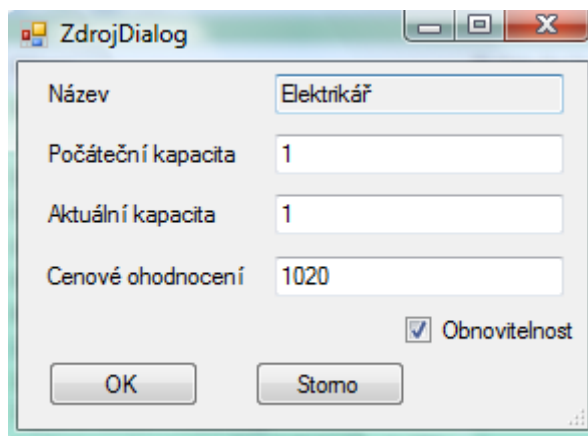 ZdrojDialog
Název Elektrikář
Počáteční kapacita 1
Aktuální kapacita 1
Cenové ohodnocení 1020
Obnovitelnost
OK Storno